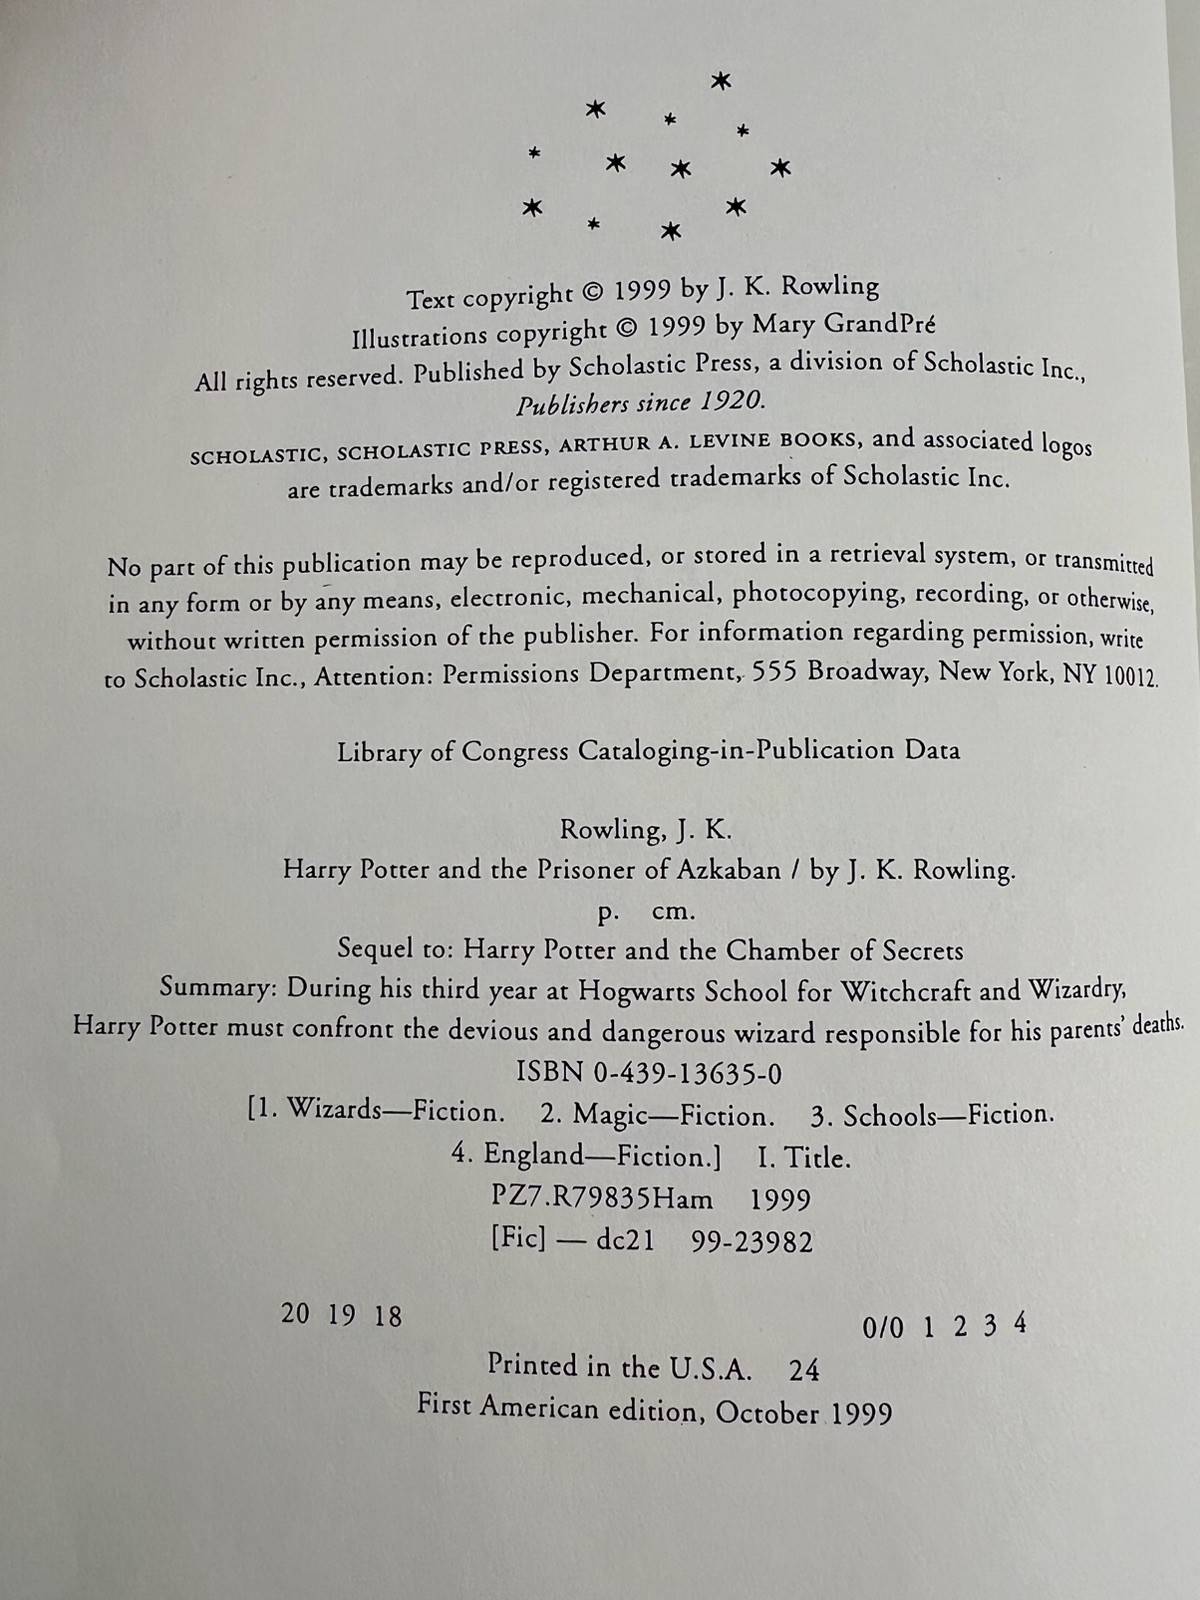 Text copyright © 1999 by J. K. Rowling
Illustrations copyright © 1999 by Mary GrandPré
All rights reserved. Published by Scholastic Press, a division of Scholastic Inc.,
Publishers since 1920.
SCHOLASTIC, SCHOLASTIC PRESS, ARTHUR A. LEVINE BOOKS, and associated logos
are trademarks and/or registered trademarks of Scholastic Inc.
No part of this publication may be reproduced, or stored in a retrieval system, or transmitted
in any form or by any means, electronic, mechanical, photocopying, recording, or otherwise,
without written permission of the publisher. For information regarding permission, write
to Scholastic Inc., Attention: Permissions Department, 555 Broadway, New York, NY 10012.
Library of Congress Cataloging-in-Publication Data
Rowling, J. K.
Harry Potter and the Prisoner of Azkaban / by J. K. Rowling.
p. cm.
Sequel to: Harry Potter and the Chamber of Secrets
Summary: During his third year at Hogwarts School for Witchcraft and Wizardry,
Harry Potter must confront the devious and dangerous wizard responsible for his parents' deaths.
ISBN 0-439-13635-0
[1. Wizards—Fiction. 2. Magic—Fiction. 3. Schools—Fiction.
4. England—Fiction.] I. Title.
PZ7.R79835Ham 1999
[Fic] — dc21 99-23982
20 19 18 0/0 1 2 3 4
Printed in the U.S.A. 24
First American edition, October 1999